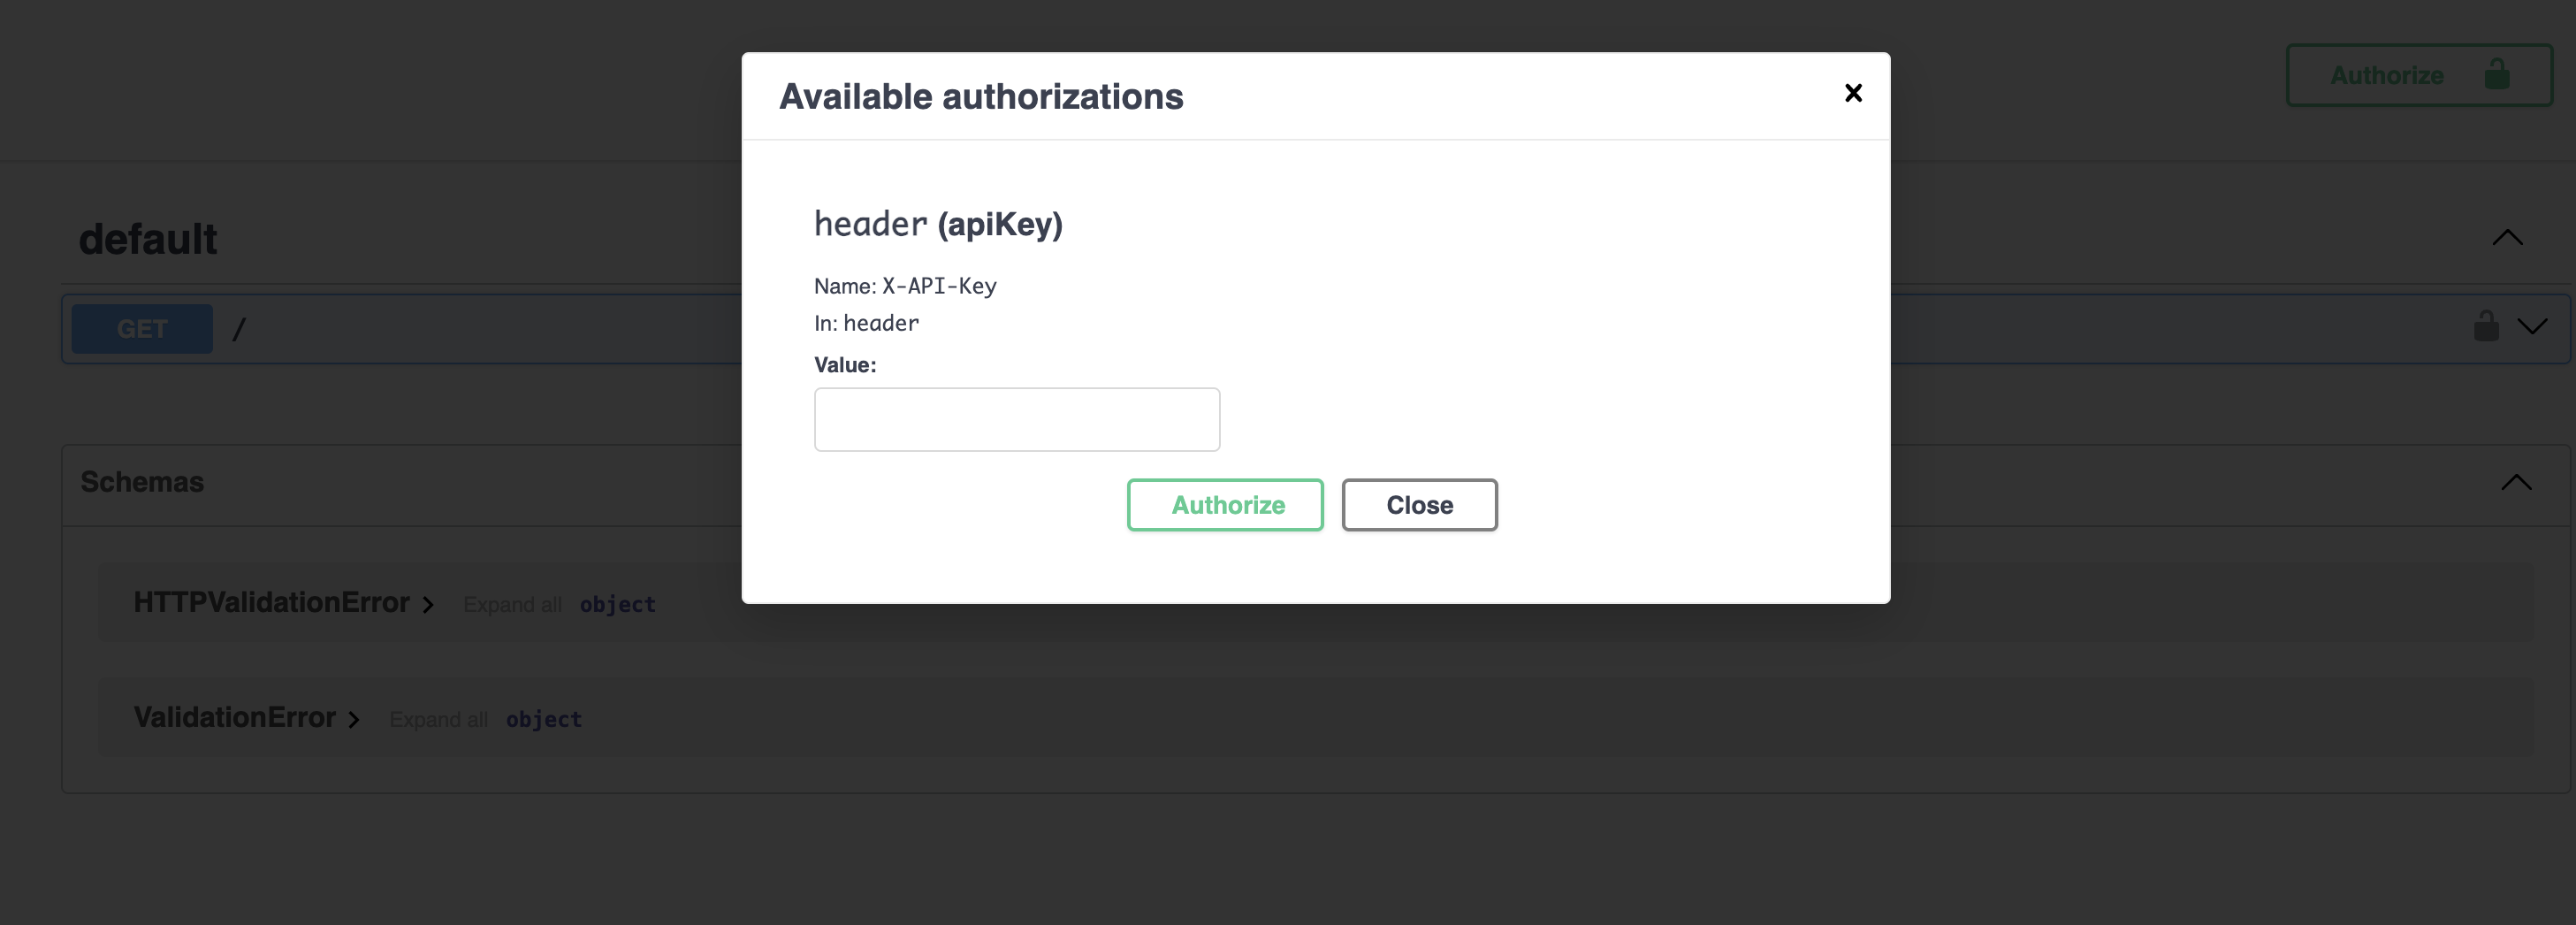 Authorize
Available authorizations
header (apiKey)
Name: X-API-Key
In: header
Value:
Authorize Close
default
GET /
Schemas
HTTPValidationError Expand all object
ValidationError Expand all object